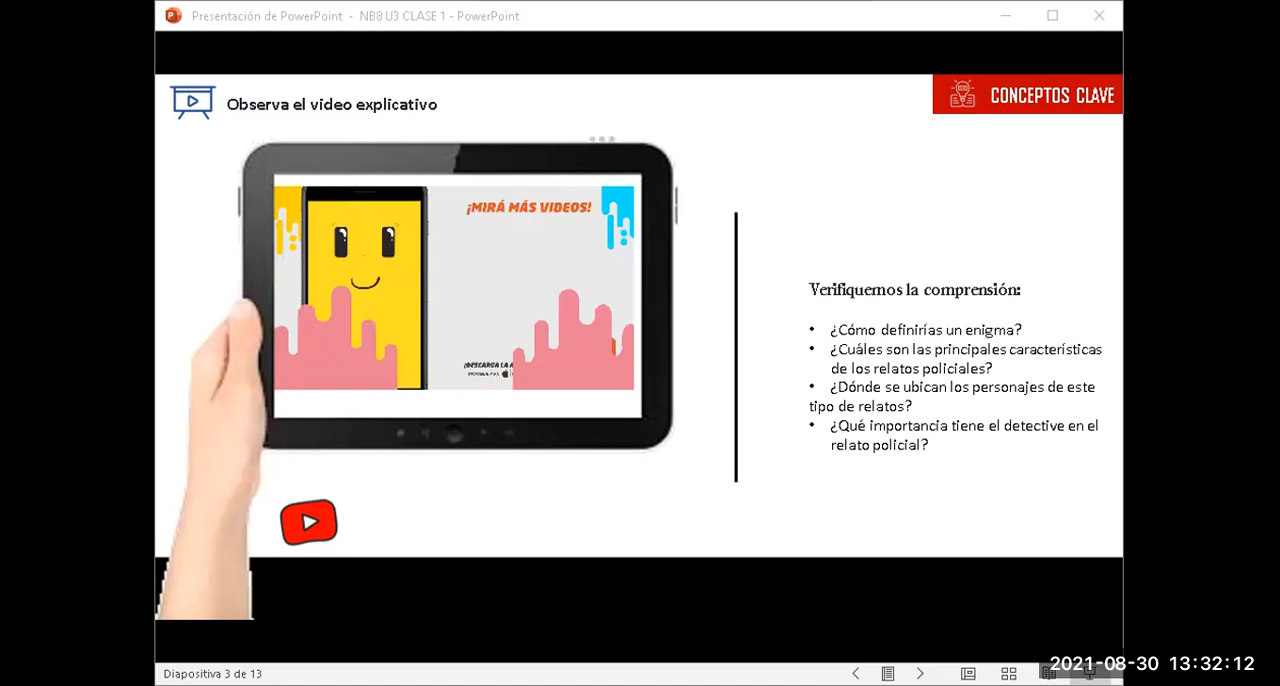 Presentación de PowerPoint - NB8 U3 CLASE 1 - PowerPoint
Observa el video explicativo
CONCEPTOS CLAVE
¡MIRÁ MÁS VIDEOS!
¡DESCARGA LA
Verifiquemos la comprensión:
• ¿Cómo definirías un enigma?
• ¿Cuáles son las principales características
de los relatos policiales?
• ¿Dónde se ubican los personajes de este
tipo de relatos?
• ¿Qué importancia tiene el detective en el
relato policial?
Diapositiva 3 de 13
2021-08-30 13:32:12